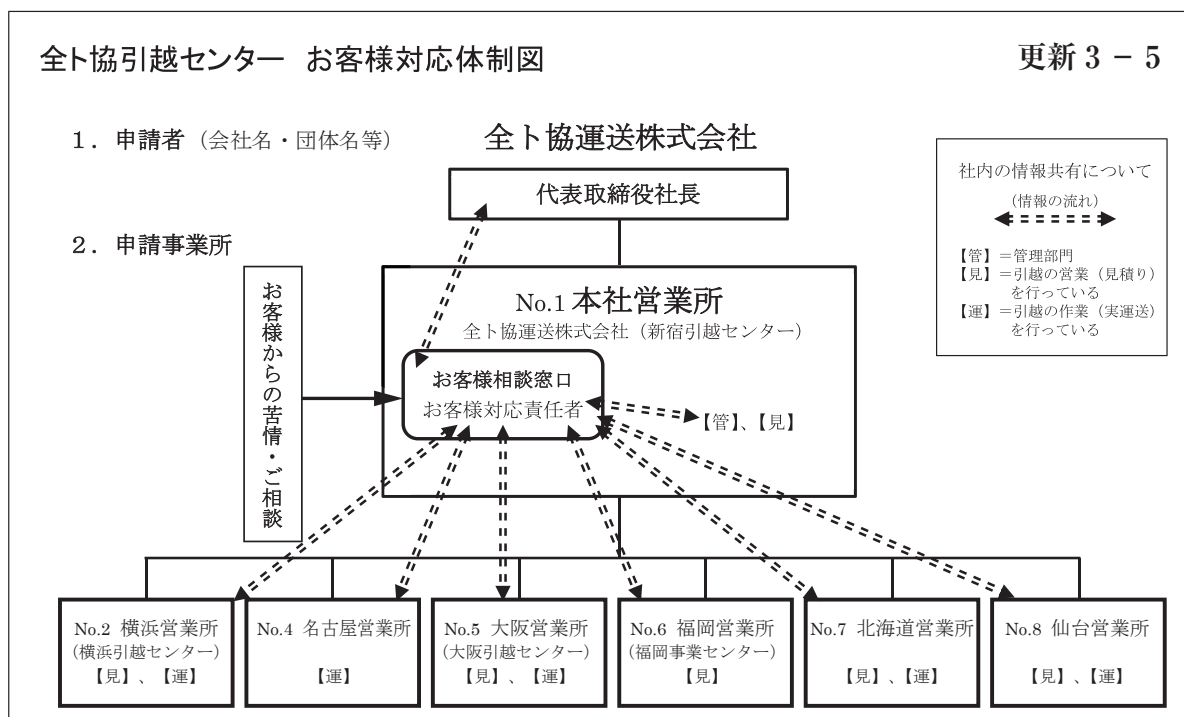 全ト協引越センター お客様対応体制図
更新３－５
１．申請者（会社名・団体名等）
全ト協運送株式会社
代表取締役社長
社内の情報共有について
(情報の流れ)
【管】＝管理部門
【見】＝引越の営業（見積り）
を行っている
【運】＝引越の作業（実運送）
を行っている
２．申請事業所
お客様からの苦情・ご相談
No.1 本社営業所
全ト協運送株式会社（新宿引越センター）
お客様相談窓口
お客様対応責任者
【管】、【見】
No.2 横浜営業所
(横浜引越センター)
【見】、【運】
No.4 名古屋営業所
【運】
No.5 大阪営業所
(大阪引越センター)
【見】、【運】
No.6 福岡営業所
(福岡事業センター)
【見】
No.7 北海道営業所
【見】、【運】
No.8 仙台営業所
【見】、【運】